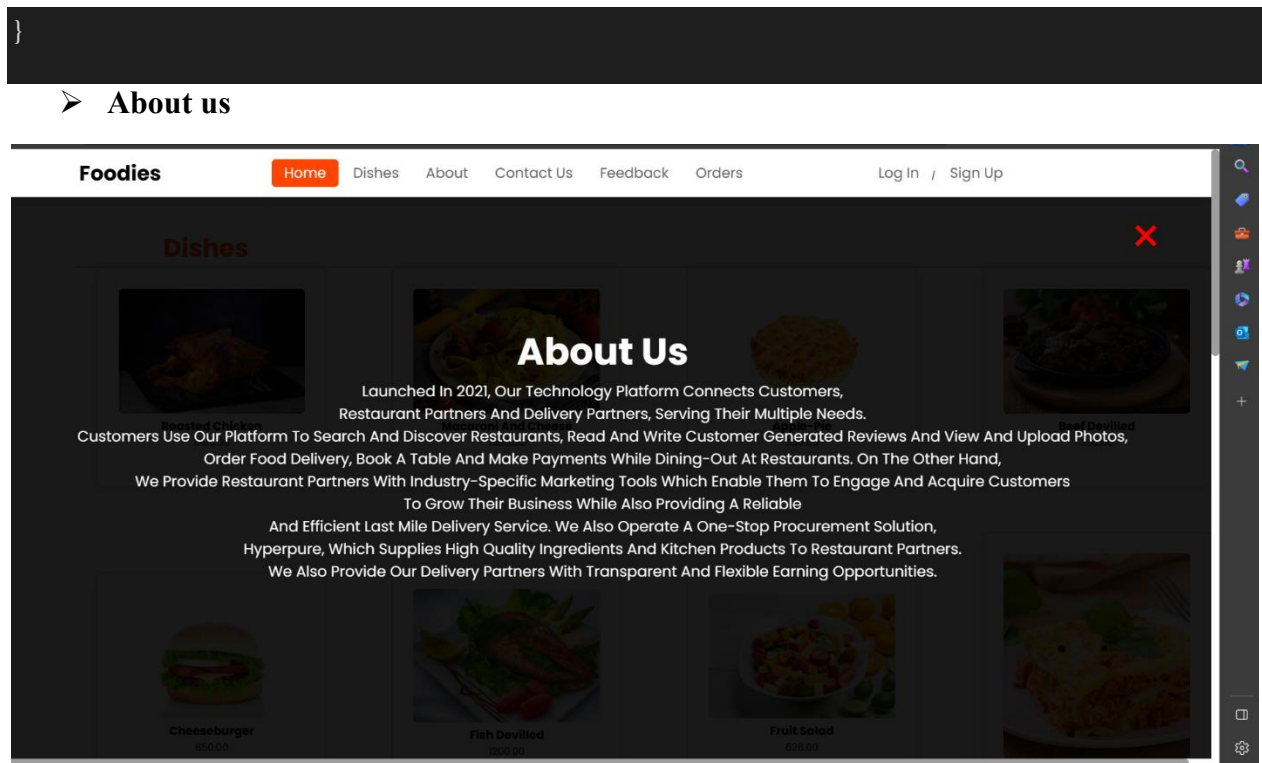 }
➢ About us
Foodies Home Dishes About Contact Us Feedback Orders Log In / Sign Up
Dishes
About Us
Launched In 2021, Our Technology Platform Connects Customers,
Restaurant Partners And Delivery Partners, Serving Their Multiple Needs.
Roasted Chicken Macaroni And Cheese Apple-Pie Beef Devilled
Customers Use Our Platform To Search And Discover Restaurants, Read And Write Customer Generated Reviews And View And Upload Photos,
Order Food Delivery, Book A Table And Make Payments While Dining-Out At Restaurants. On The Other Hand,
We Provide Restaurant Partners With Industry-Specific Marketing Tools Which Enable Them To Engage And Acquire Customers
To Grow Their Business While Also Providing A Reliable
And Efficient Last Mile Delivery Service. We Also Operate A One-Stop Procurement Solution,
Hyperpure, Which Supplies High Quality Ingredients And Kitchen Products To Restaurant Partners.
We Also Provide Our Delivery Partners With Transparent And Flexible Earning Opportunities.
Cheeseburger Fish Devilled Fruit Salad
1200.00